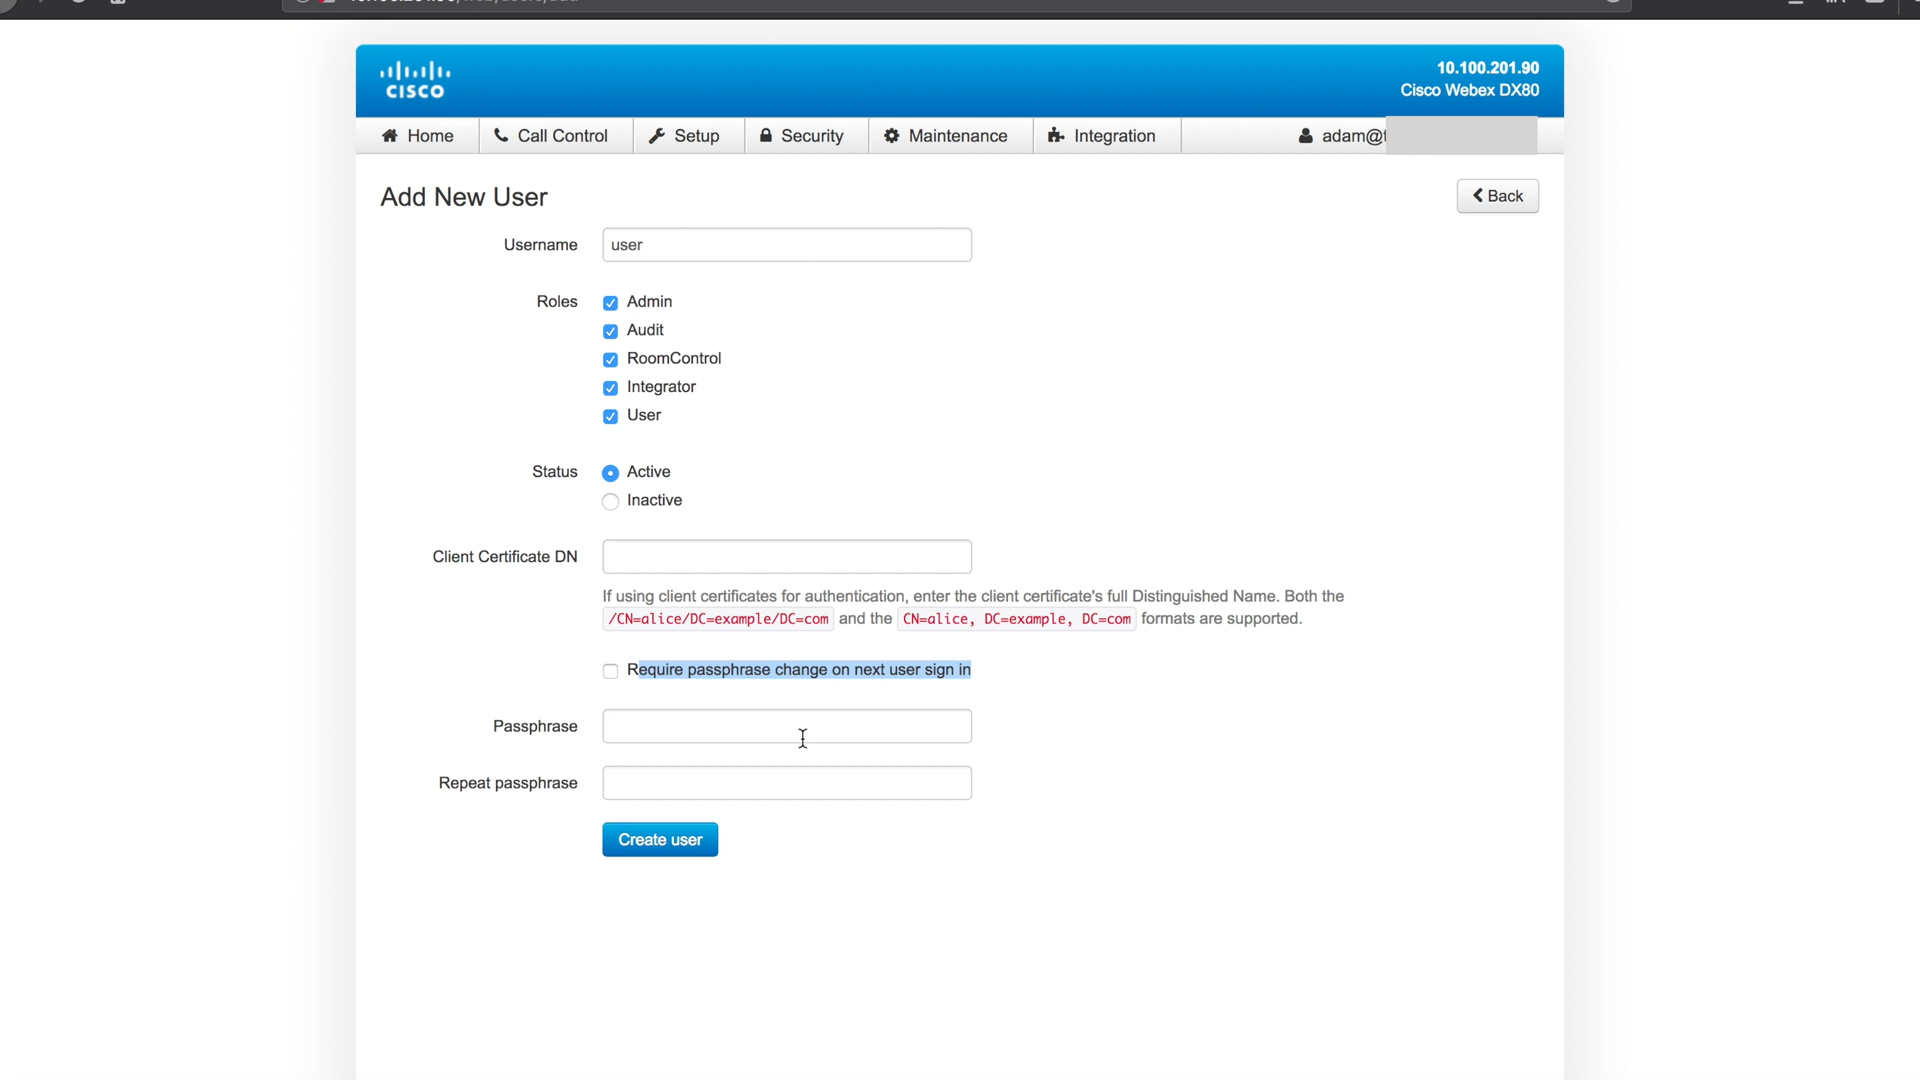 CISCO
10.100.201.90
Cisco Webex DX80
Home Call Control Setup Security Maintenance Integration adam@
Add New User
Back
Username user
Roles Admin
Audit
RoomControl
Integrator
User
Status Active
Inactive
Client Certificate DN
If using client certificates for authentication, enter the client certificate's full Distinguished Name. Both the
/CN=alice/DC=example/DC=com and the CN=alice, DC=example, DC=com formats are supported.
Require passphrase change on next user sign in
Passphrase
Repeat passphrase
Create user